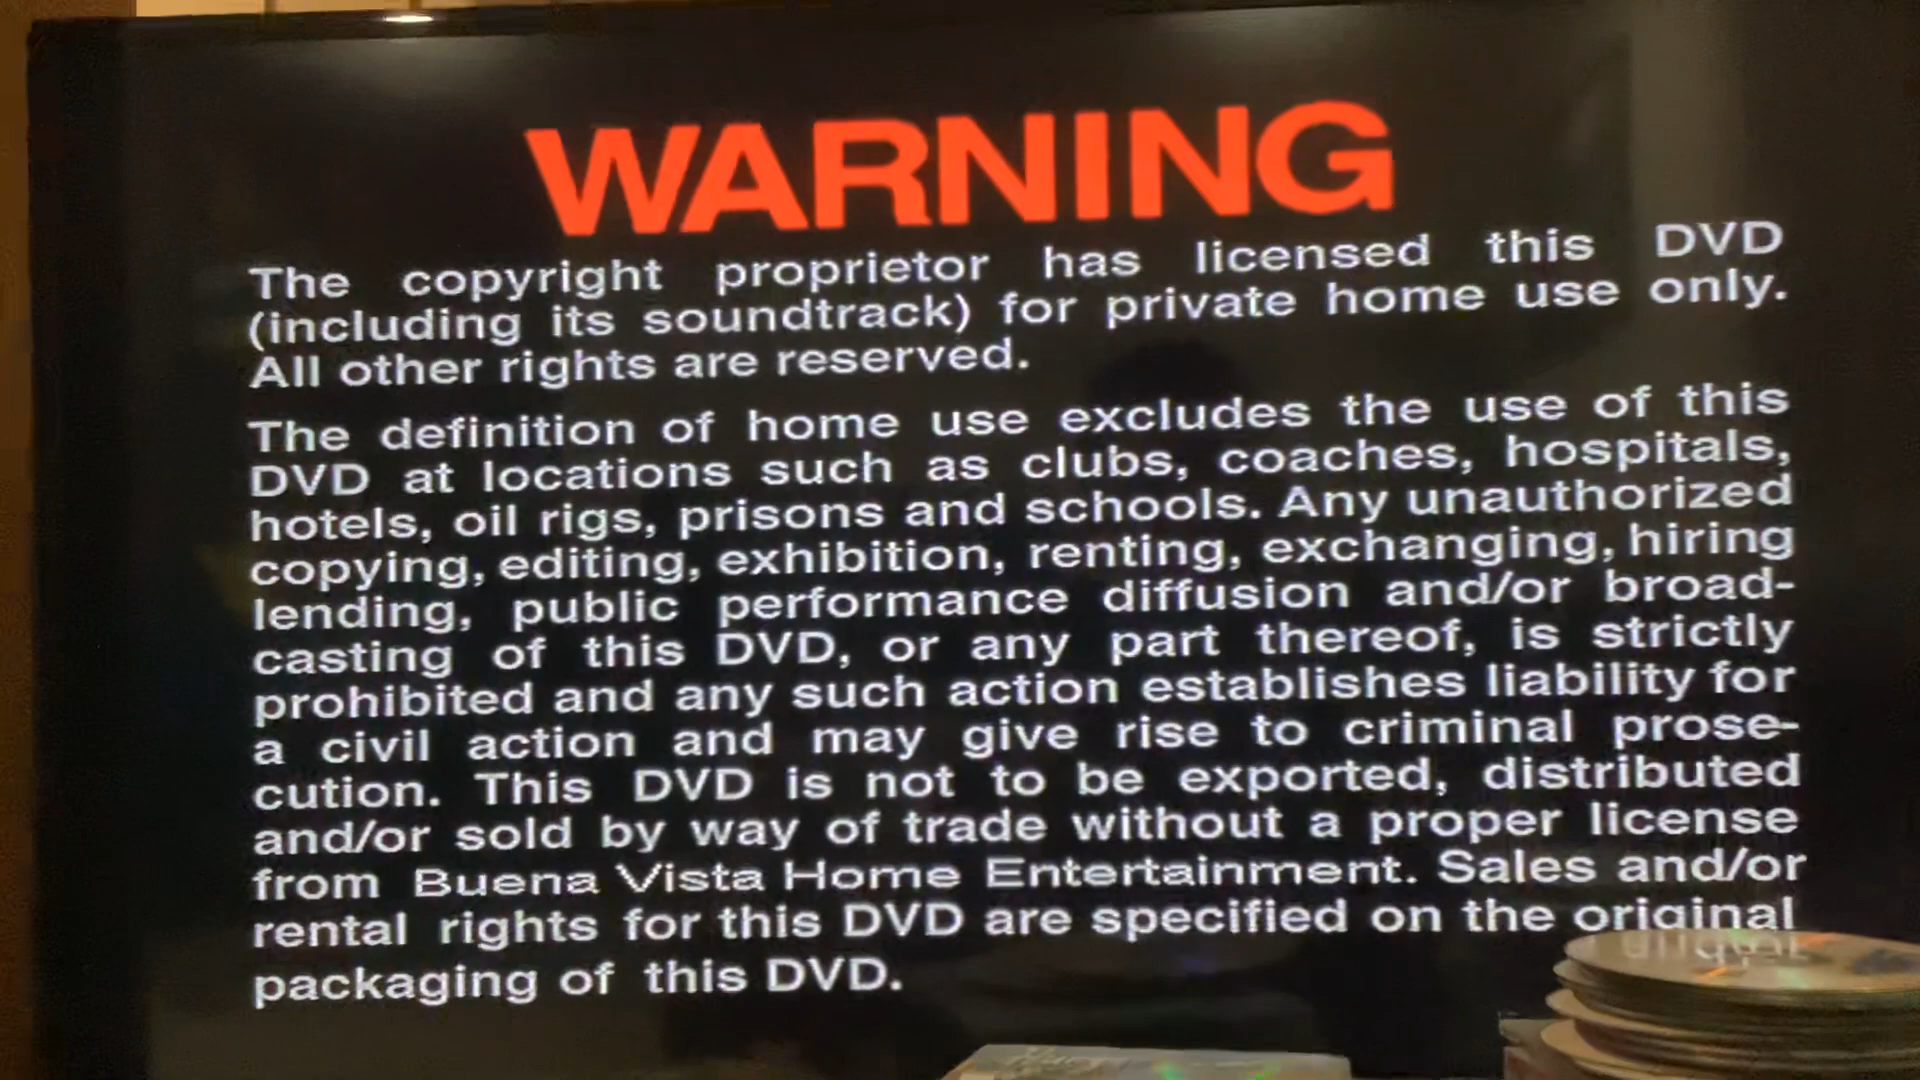 WARNING
The copyright proprietor has licensed this DVD
(including its soundtrack) for private home use only.
All other rights are reserved.
The definition of home use excludes the use of this
DVD at locations such as clubs, coaches, hospitals,
hotels, oil rigs, prisons and schools. Any unauthorized
copying, editing, exhibition, renting, exchanging, hiring
lending, public performance diffusion and/or broad-
casting of this DVD, or any part thereof, is strictly
prohibited and any such action establishes liability for
a civil action and may give rise to criminal prose-
cution. This DVD is not to be exported, distributed
and/or sold by way of trade without a proper license
from Buena Vista Home Entertainment. Sales and/or
rental rights for this DVD are specified on the original
packaging of this DVD.